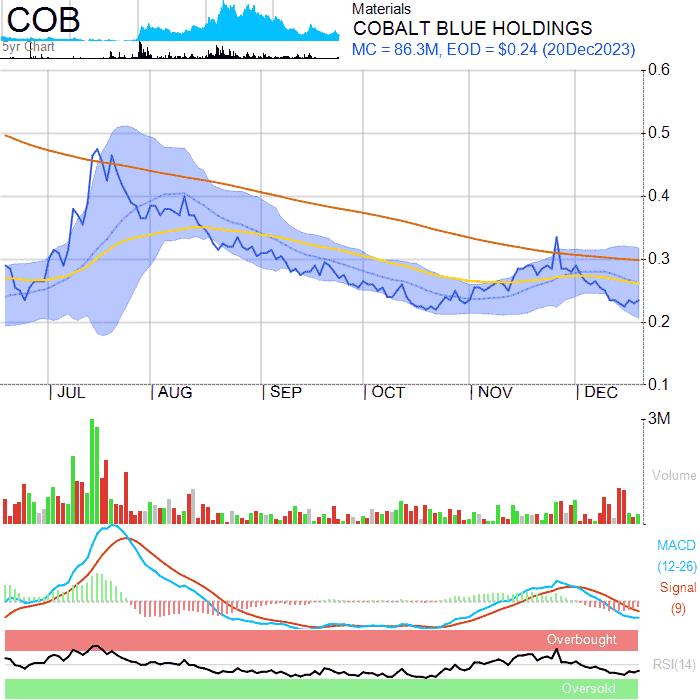 COB
5yr Chart
Materials
COBALT BLUE HOLDINGS
MC = 86.3M, EOD = $0.24 (20Dec2023)
0.6
0.5
0.4
0.3
0.2
0.1
JUL AUG SEP OCT NOV DEC
3M
Volume
MACD
(12-26)
Signal
(9)
Overbought
RSI(14)
Oversold